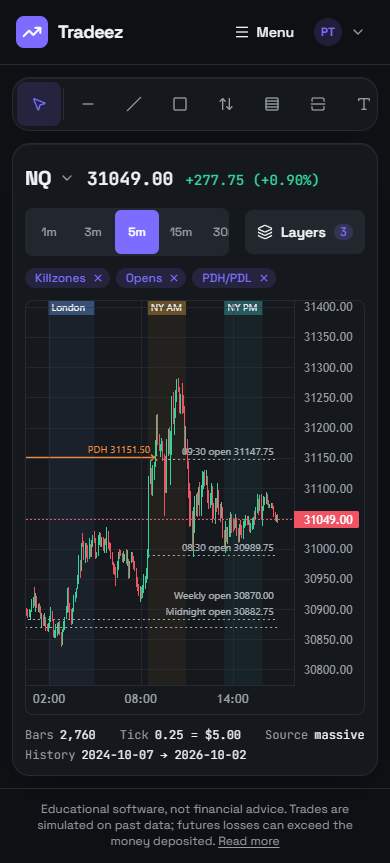 Tradeez
Menu
PT
T
NQ 31049.00 +277.75 (+0.90%)
1m 3m 5m 15m 30
Layers 3
Killzones × Opens × PDH/PDL ×
London NY AM NY PM
31400.00
31350.00
31300.00
31250.00
31200.00
PDH 31151.50
09:30 open 31147.75
31150.00
31100.00
31049.00
08:30 open 30989.75
31000.00
30950.00
Weekly open 30870.00
30900.00
Midnight open 30882.75
30850.00
30800.00
02:00 08:00 14:00
Bars 2,760 Tick 0.25 = $5.00 Source massive
History 2024-10-07 → 2026-10-02
Educational software, not financial advice. Trades are
simulated on past data; futures losses can exceed the
money deposited. Read more